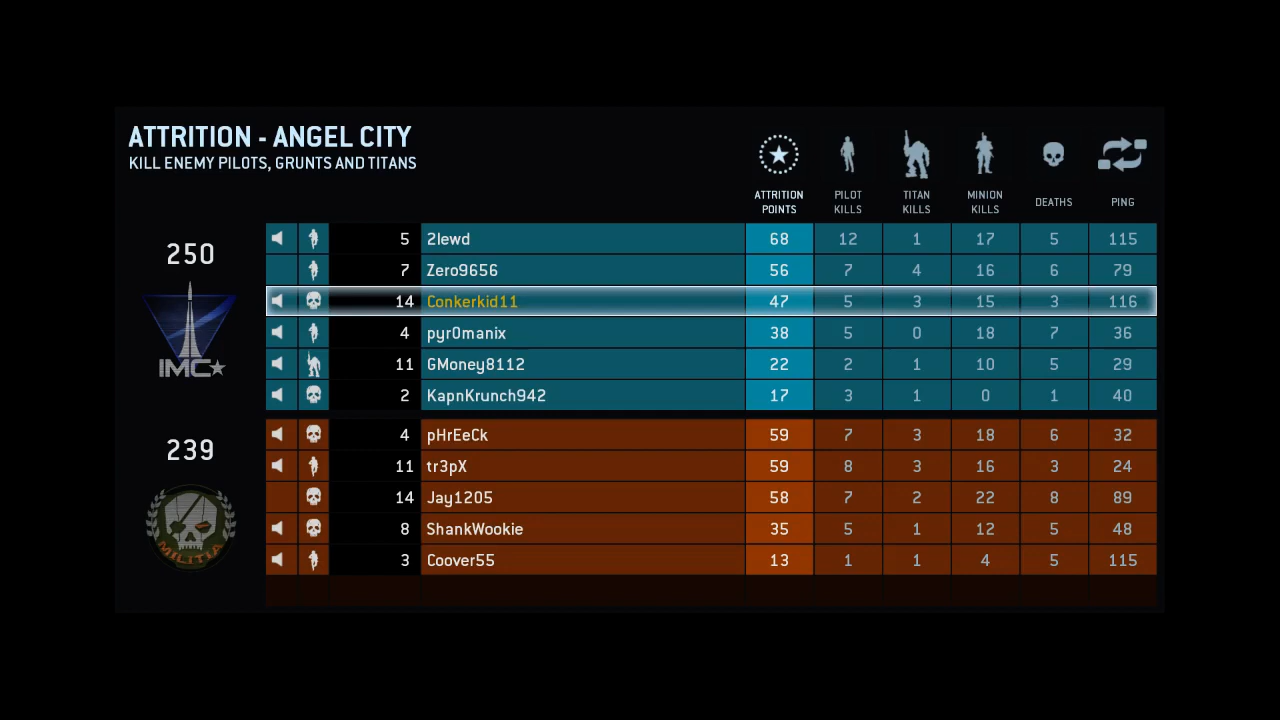 ATTRITION - ANGEL CITY
KILL ENEMY PILOTS, GRUNTS AND TITANS
ATTRITION POINTS PILOT KILLS TITAN KILLS MINION KILLS DEATHS PING
250
IMC
5 2lewd 68 12 1 17 5 115
7 Zero9656 56 7 4 16 6 79
14 Conkerkid11 47 5 3 15 3 116
4 pyr0manix 38 5 0 18 7 36
11 GMoney8112 22 1 10 5 29
2 KapnKrunch942 17 3 1 0 1 40
239
MILITIA
4 pHrEeCk 59 7 3 18 6 32
11 tr3pX 59 8 3 16 3 24
14 Jay1205 58 7 2 22 8 89
8 ShankWookie 35 5 1 12 5 48
3 Coover55 13 1 1 4 5 115